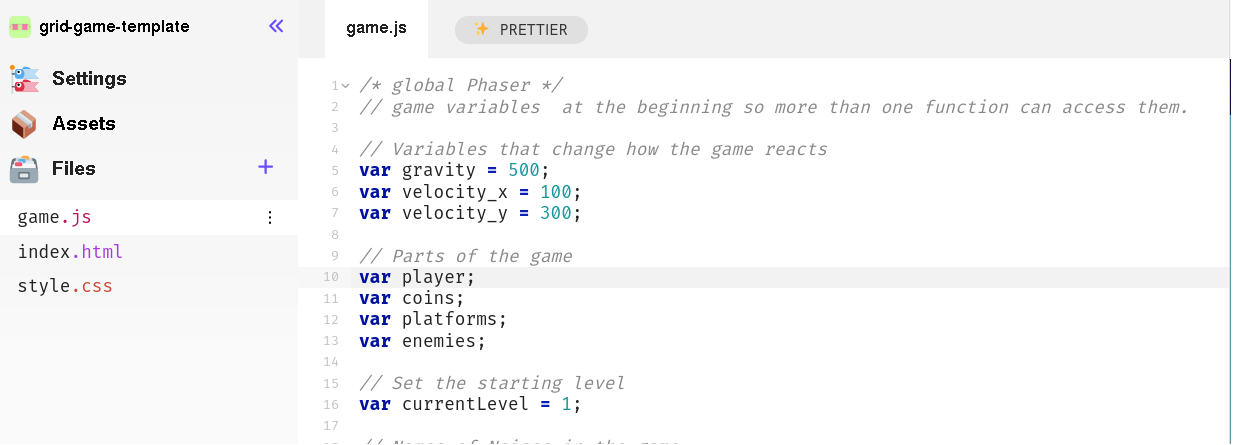 grid-game-template
Settings
Assets
Files
game.js
index.html
style.css
game.js
PRETTIER
1 /* global Phaser */
2 // game variables  at the beginning so more than one function can access them.
3
4 // Variables that change how the game reacts
5 var gravity = 500;
6 var velocity_x = 100;
7 var velocity_y = 300;
8
9 // Parts of the game
10 var player;
11 var coins;
12 var platforms;
13 var enemies;
14
15 // Set the starting level
16 var currentLevel = 1;
17